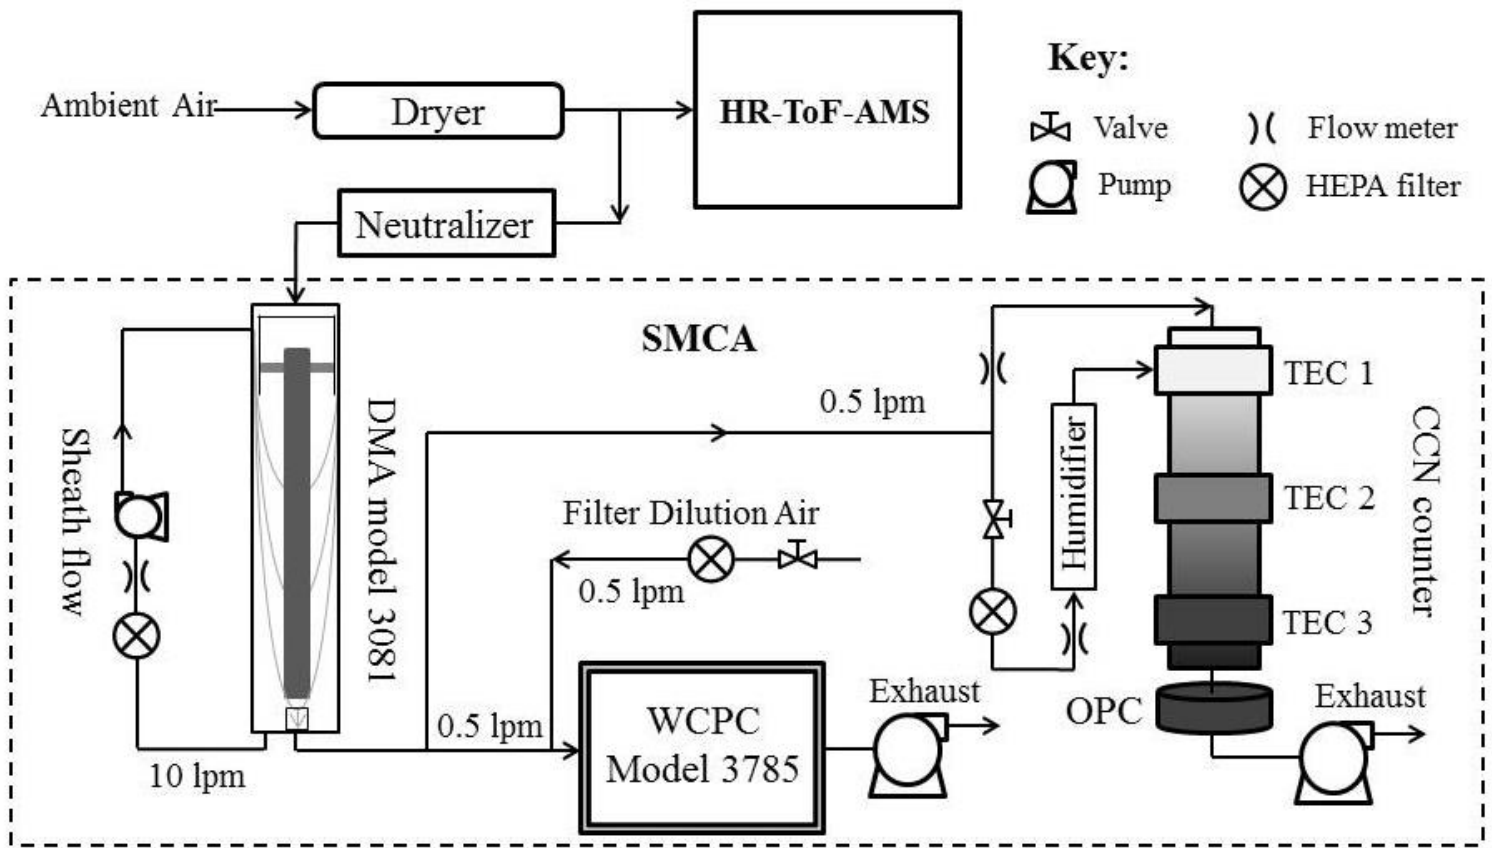 Ambient Air
Dryer
HR-ToF-AMS
Key:
Valve
Flow meter
Pump
HEPA filter
Neutralizer
SMCA
Sheath flow
10 lpm
DMA model 3081
0.5 lpm
Filter Dilution Air
0.5 lpm
0.5 lpm
WCPC
Model 3785
Exhaust
Humidifier
TEC 1
TEC 2
TEC 3
CCN counter
OPC
Exhaust